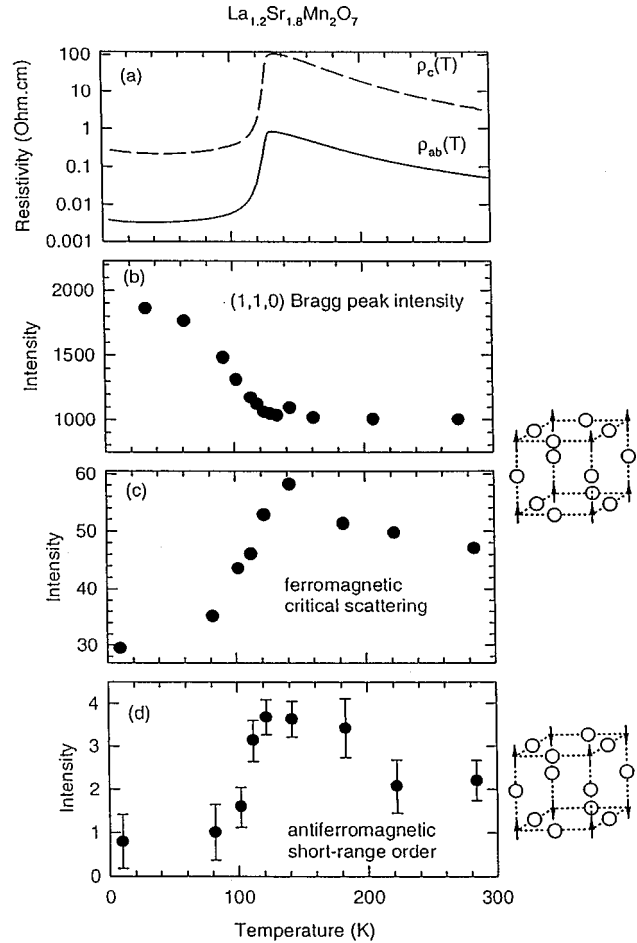 La1.2Sr1.8Mn2O7
(a)
ρc(T)
ρab(T)
100
10
1
0.1
0.01
0.001
Resistivity (Ohm.cm)
(b)
(1,1,0) Bragg peak intensity
2000
1500
1000
Intensity
(c)
60
50
40
30
Intensity
ferromagnetic
critical scattering
(d)
4
3
2
1
0
Intensity
antiferromagnetic
short-range order
0 100 200 300
Temperature (K)